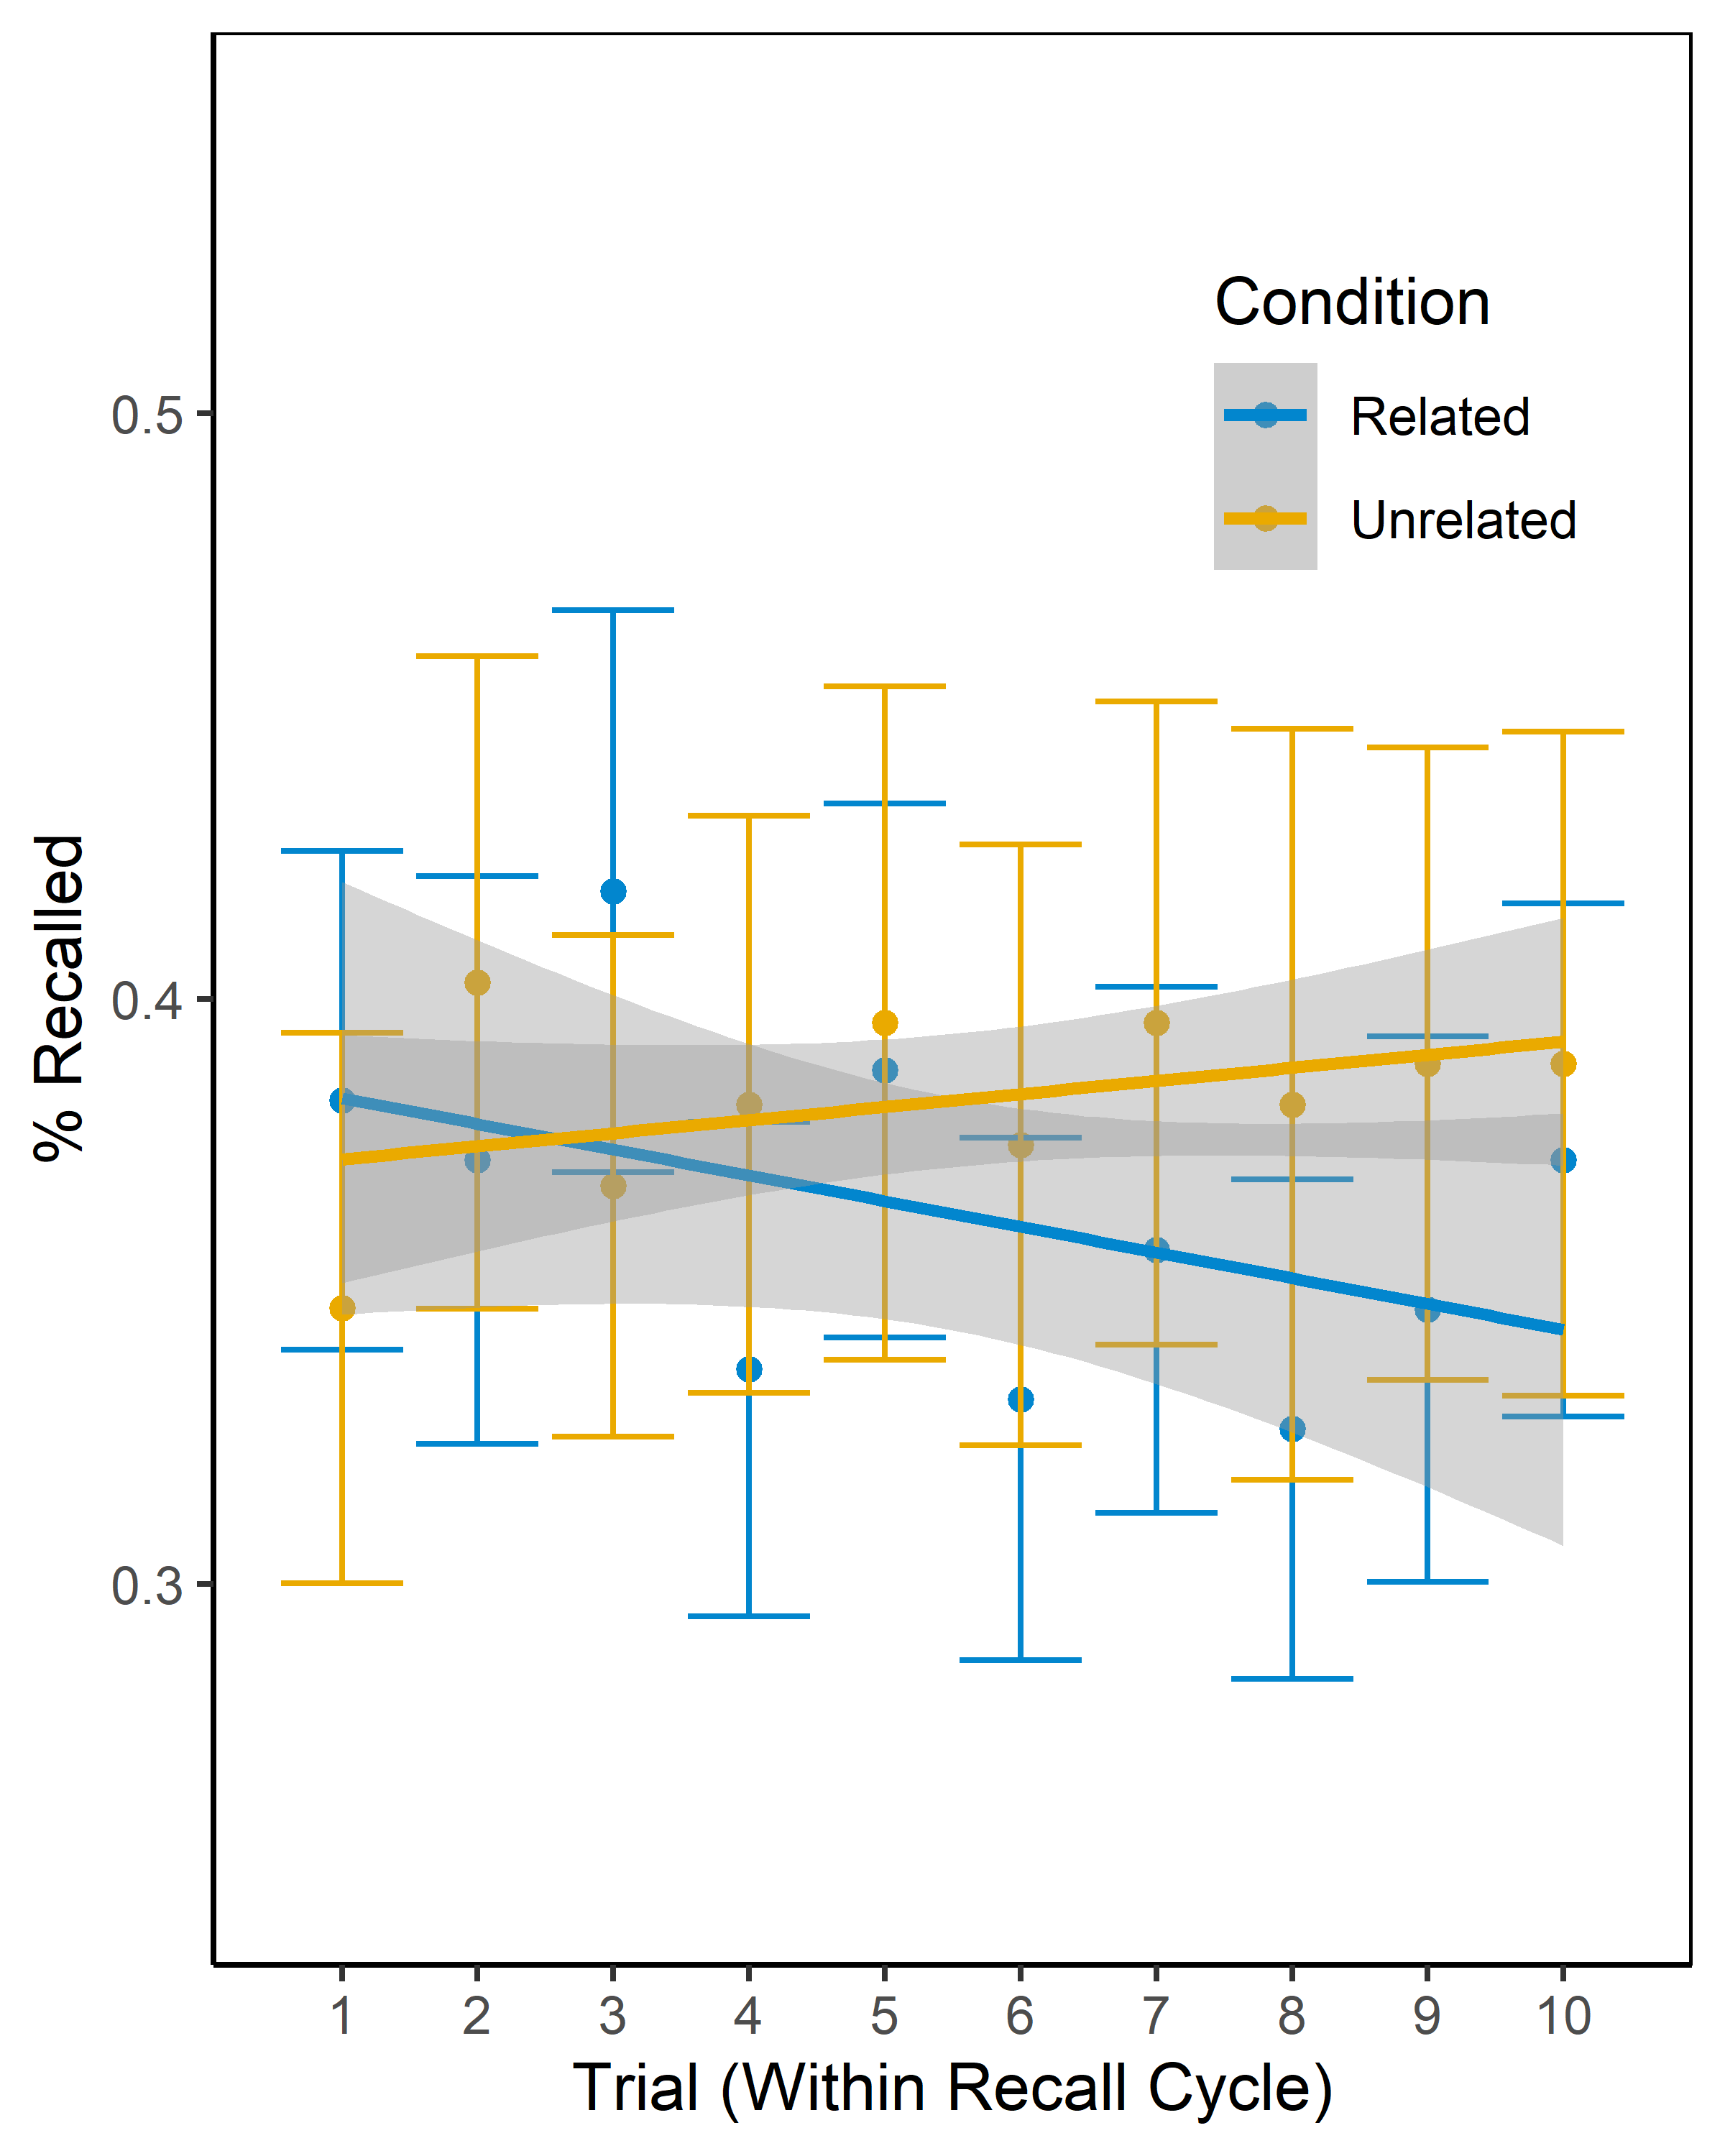 Condition
Related
Unrelated
0.5
0.4
0.3
% Recalled
1 2 3 4 5 6 7 8 9 10
Trial (Within Recall Cycle)